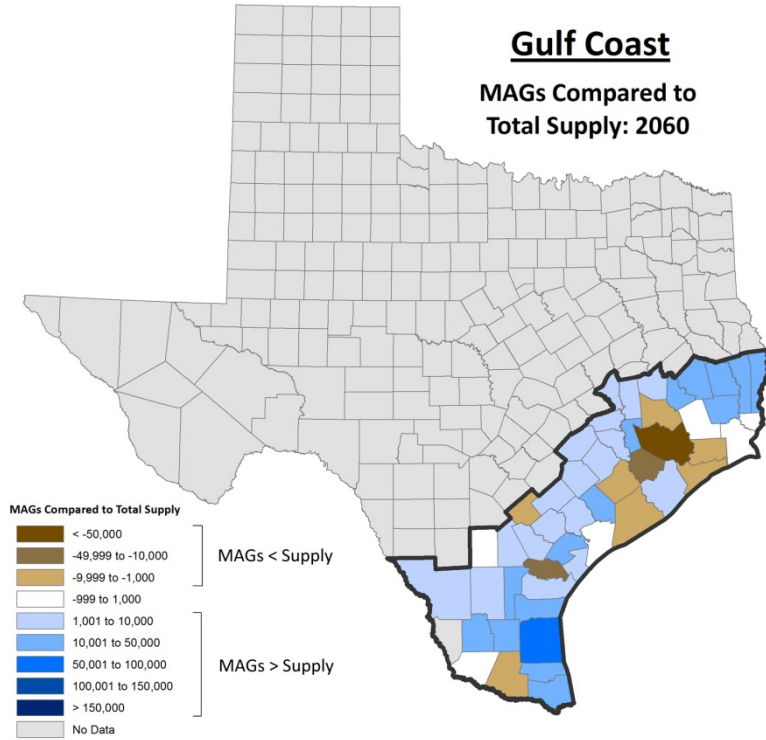 Gulf Coast
MAGs Compared to
Total Supply: 2060
MAGs Compared to Total Supply
< -50,000
-49,999 to -10,000
-9,999 to -1,000
-999 to 1,000
1,001 to 10,000
10,001 to 50,000
50,001 to 100,000
100,001 to 150,000
> 150,000
No Data
MAGs < Supply
MAGs > Supply